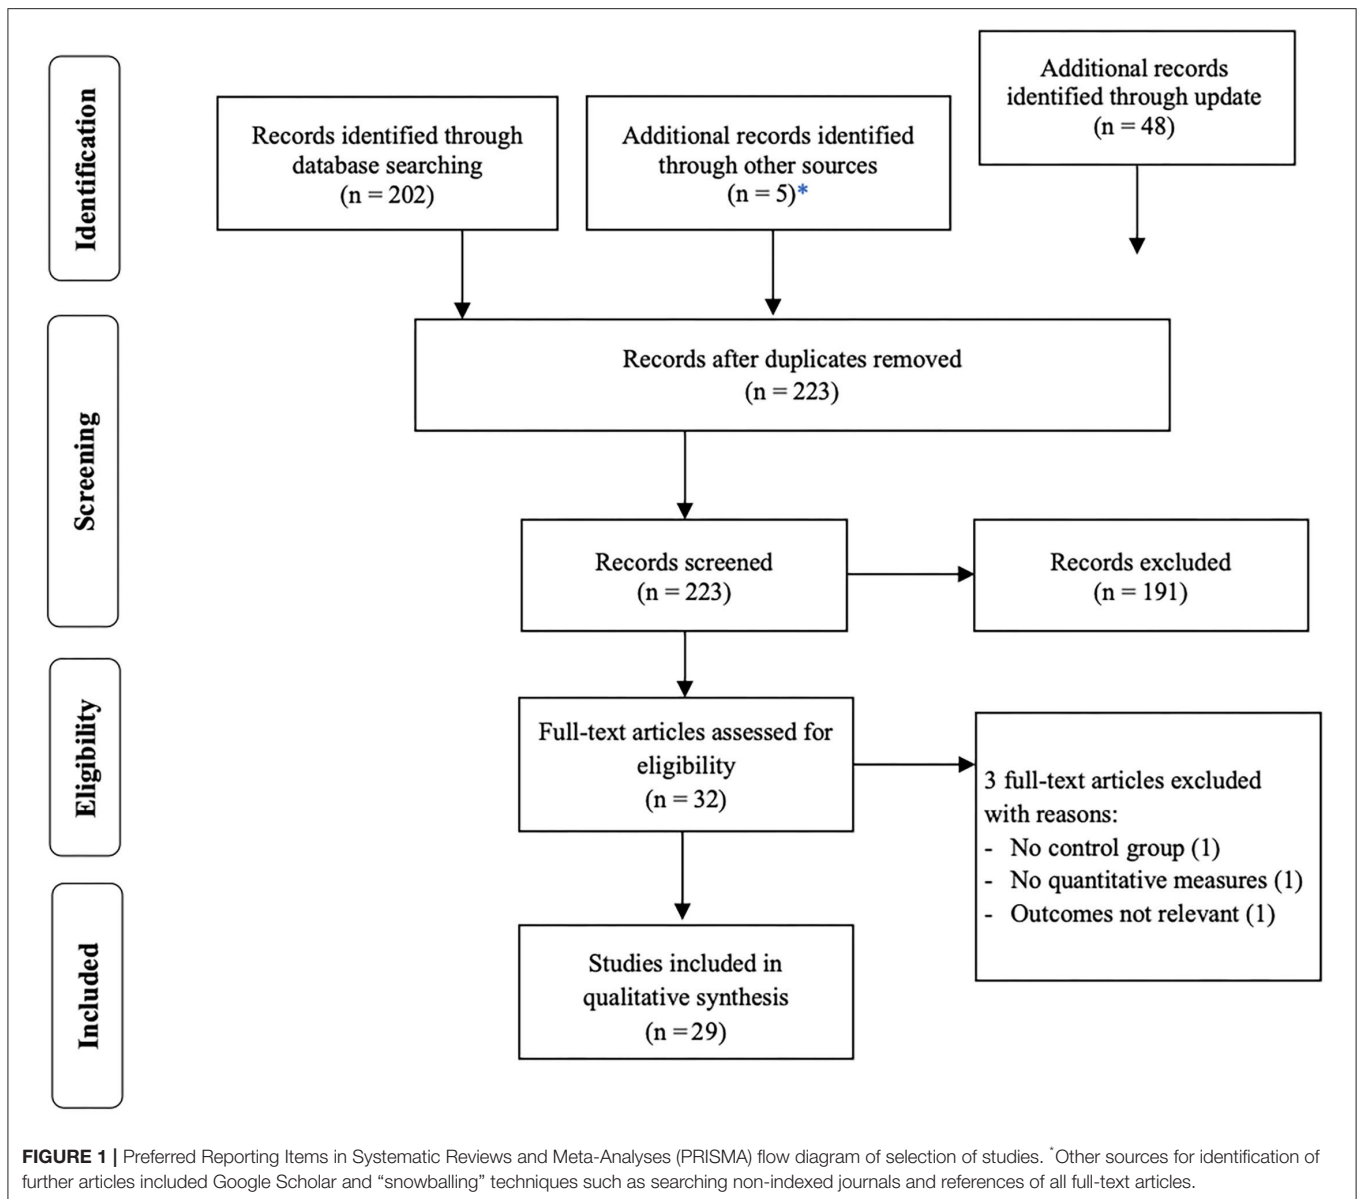 Identification
Records identified through
database searching
(n = 202)
Additional records identified
through other sources
(n = 5)*
Additional records
identified through update
(n = 48)
Screening
Records after duplicates removed
(n = 223)
Records screened
(n = 223)
Records excluded
(n = 191)
Eligibility
Full-text articles assessed for
eligibility
(n = 32)
3 full-text articles excluded
with reasons:
- No control group (1)
- No quantitative measures (1)
- Outcomes not relevant (1)
Included
Studies included in
qualitative synthesis
(n = 29)
FIGURE 1 | Preferred Reporting Items in Systematic Reviews and Meta-Analyses (PRISMA) flow diagram of selection of studies. *Other sources for identification of
further articles included Google Scholar and “snowballing” techniques such as searching non-indexed journals and references of all full-text articles.